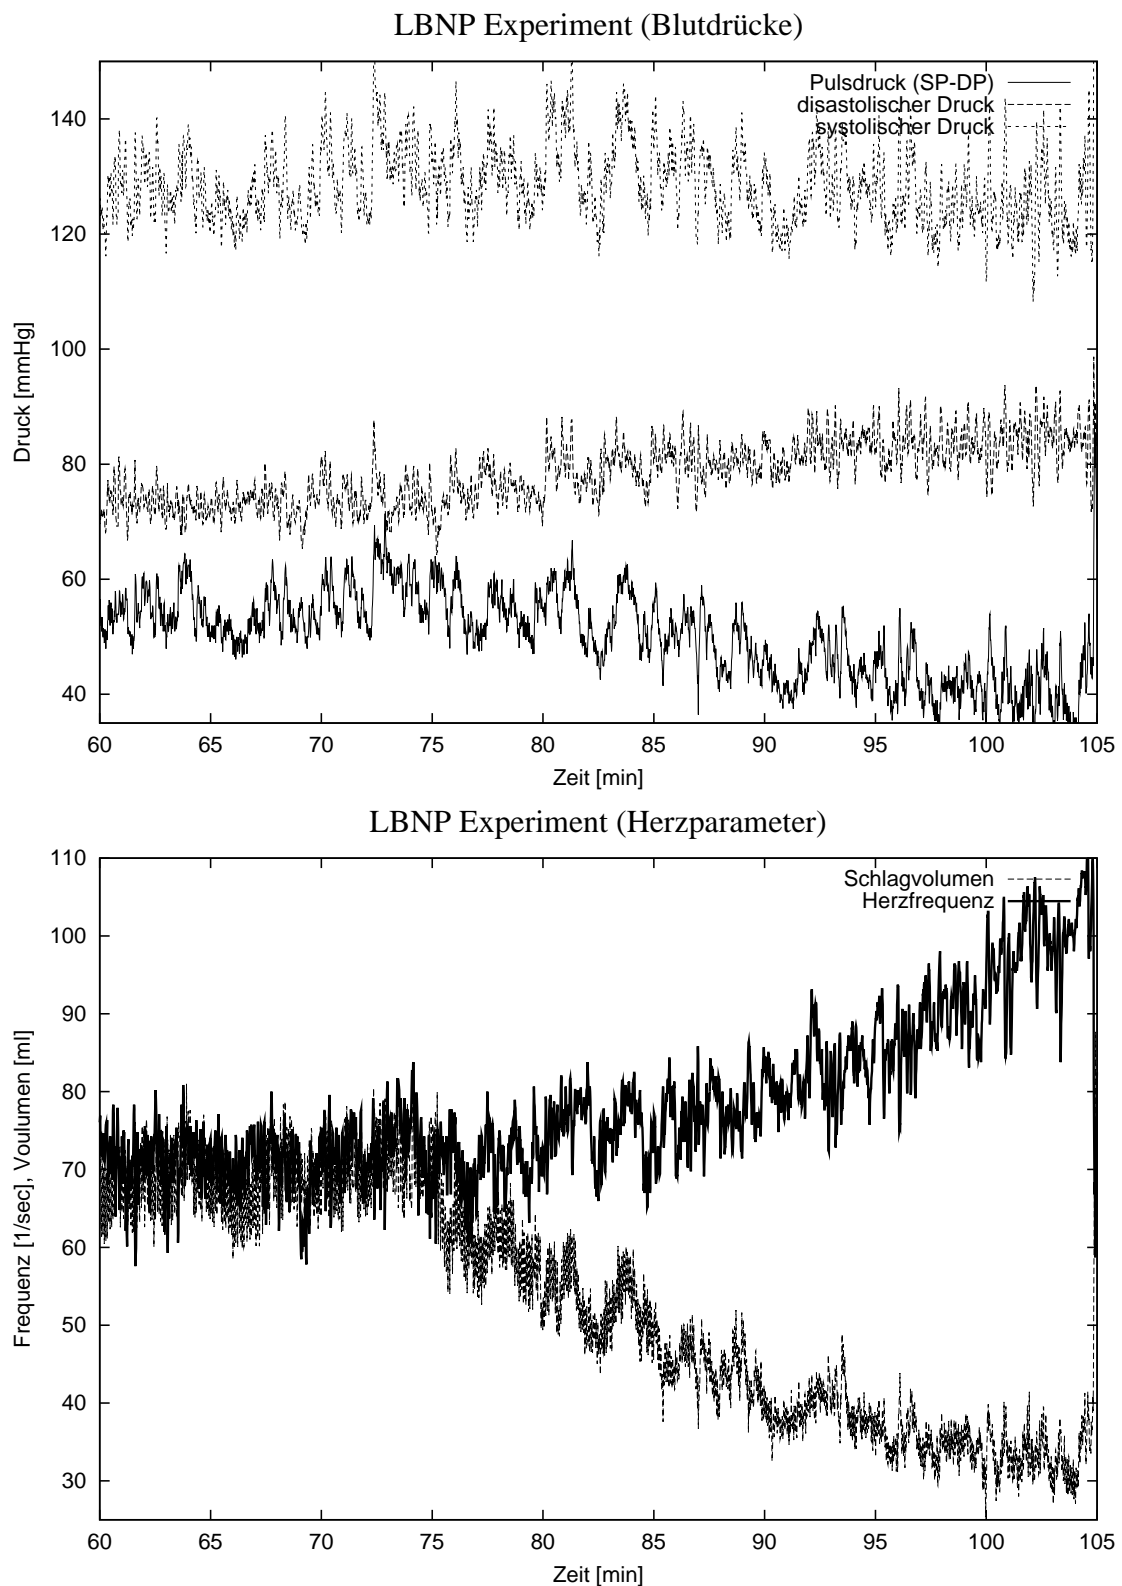 LBNP Experiment (Blutdrücke)
Pulsdruck (SP-DP)
disastolischer Druck
systolischer Druck
140
120
100
80
60
40
Druck [mmHg]
60 65 70 75 80 85 90 95 100 105
Zeit [min]
LBNP Experiment (Herzparameter)
Schlagvolumen
Herzfrequenz
110
100
90
80
70
60
50
40
30
Frequenz [1/sec], Voulumen [ml]
60 65 70 75 80 85 90 95 100 105
Zeit [min]